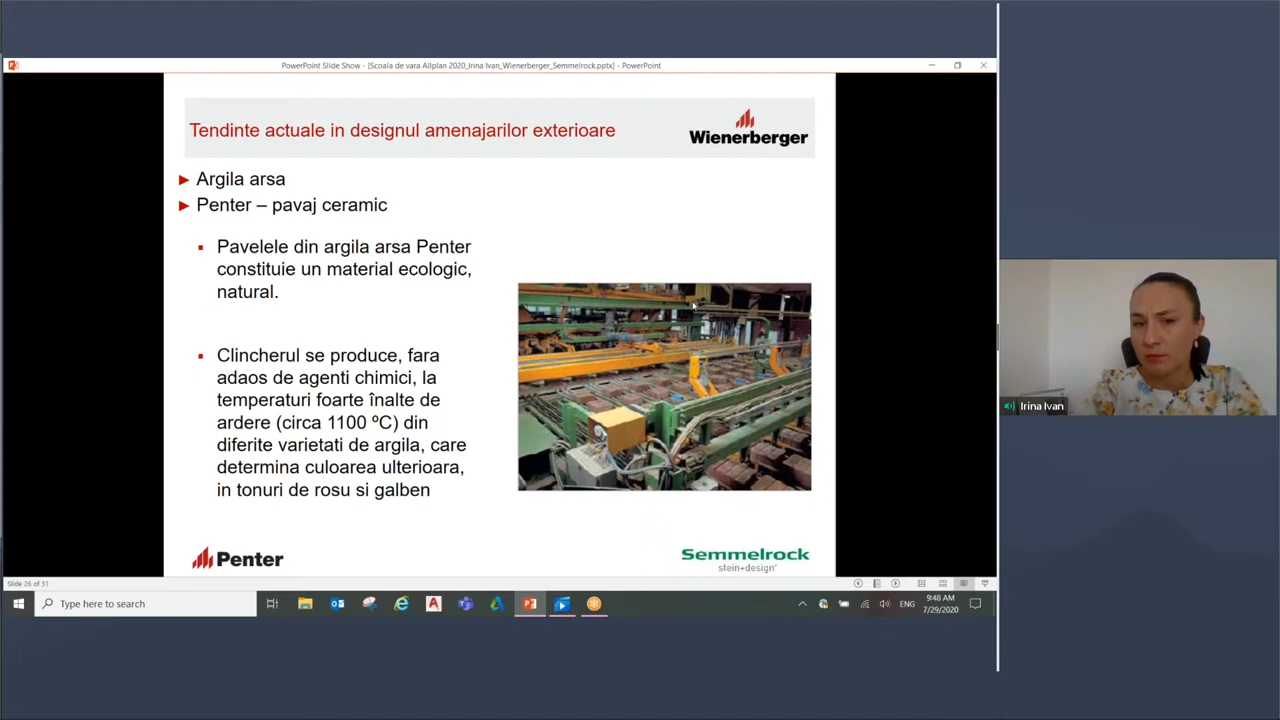 PowerPoint Slide Show - [Scoala de vara Allplan 2020_Irina Ivan_Wienerberger_Semmelrock.pptx] - PowerPoint
Tendinte actuale in designul amenajarilor exterioare
Wienerberger
Argila arsa
Penter – pavaj ceramic
Pavelele din argila arsa Penter
constituie un material ecologic,
natural.
Clincherul se produce, fara
adaos de agenti chimici, la
temperaturi foarte înalte de
ardere (circa 1100 ºC) din
diferite varietati de argila, care
determina culoarea ulterioara,
in tonuri de rosu si galben
Penter
Semmelrock
stein+design
Irina Ivan
Slide 26 of 31
Type here to search
ENG
9:48 AM
7/29/2020